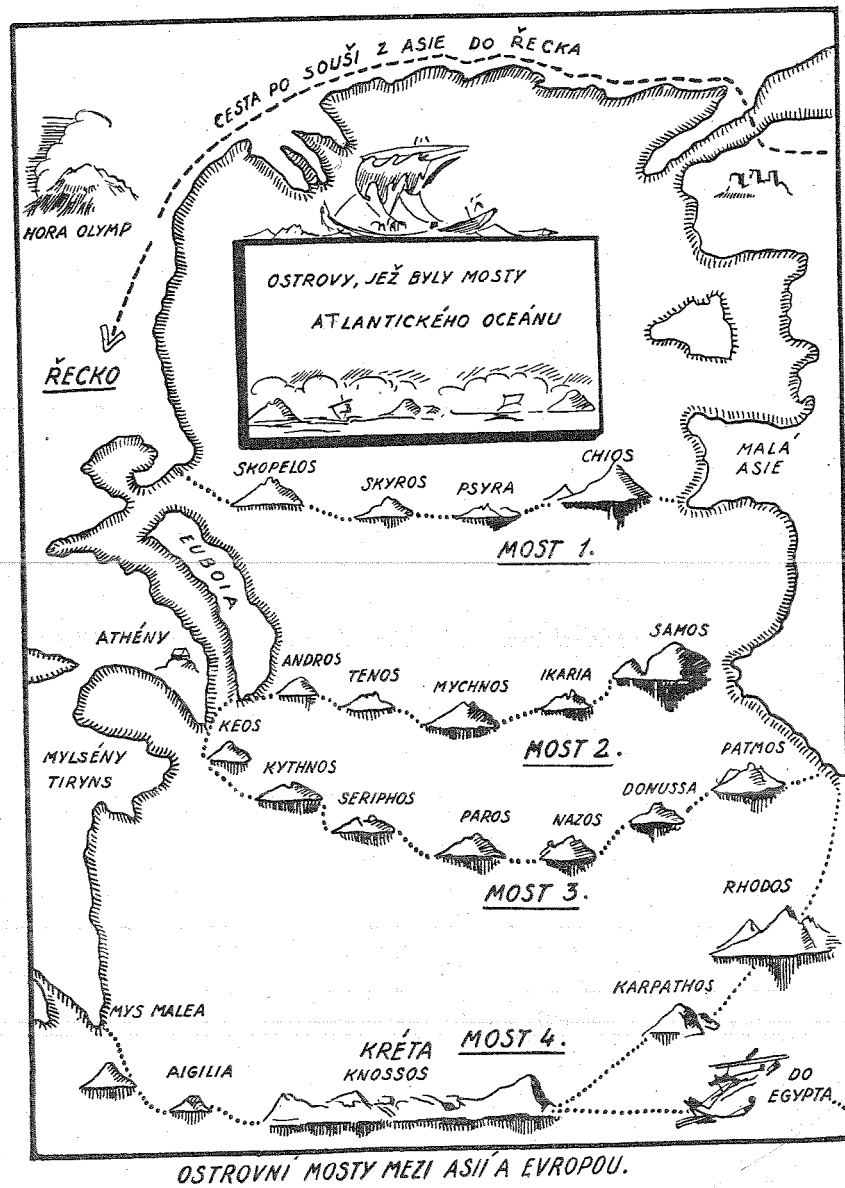 CESTA PO SOUŠI Z ASIE DO ŘECKA
HORA OLYMP
OSTROVY, JEŽ BYLY MOSTY
ATLANTICKÉHO OCEÁNU
ŘECKO
MALÁ
ASIE
SKOPELOS
SKYROS
PSYRA
CHIOS
MOST 1.
EUBOIA
ATHÉNY
ANDROS
TENOS
MYCHNOS
IKARIA
SAMOS
MOST 2.
KEOS
MYLSÉNY
TIRYNS
KYTHNOS
SERIPHOS
PAROS
NAZOS
DONUSSA
PATMOS
MOST 3.
RHODOS
KARPATHOS
MYS MALEA
MOST 4.
KRÉTA
KNOSSOS
AIGILIA
DO
EGYPTA
OSTROVNÍ MOSTY MEZI ASIÍ A EVROPOU.